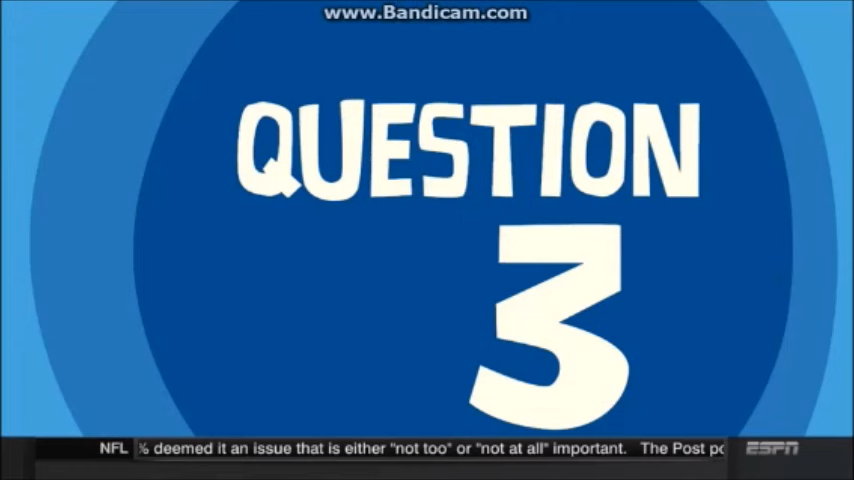 www.Bandicam.com
QUESTION
3
NFL % deemed it an issue that is either "not too" or "not at all" important. The Post po ESPN